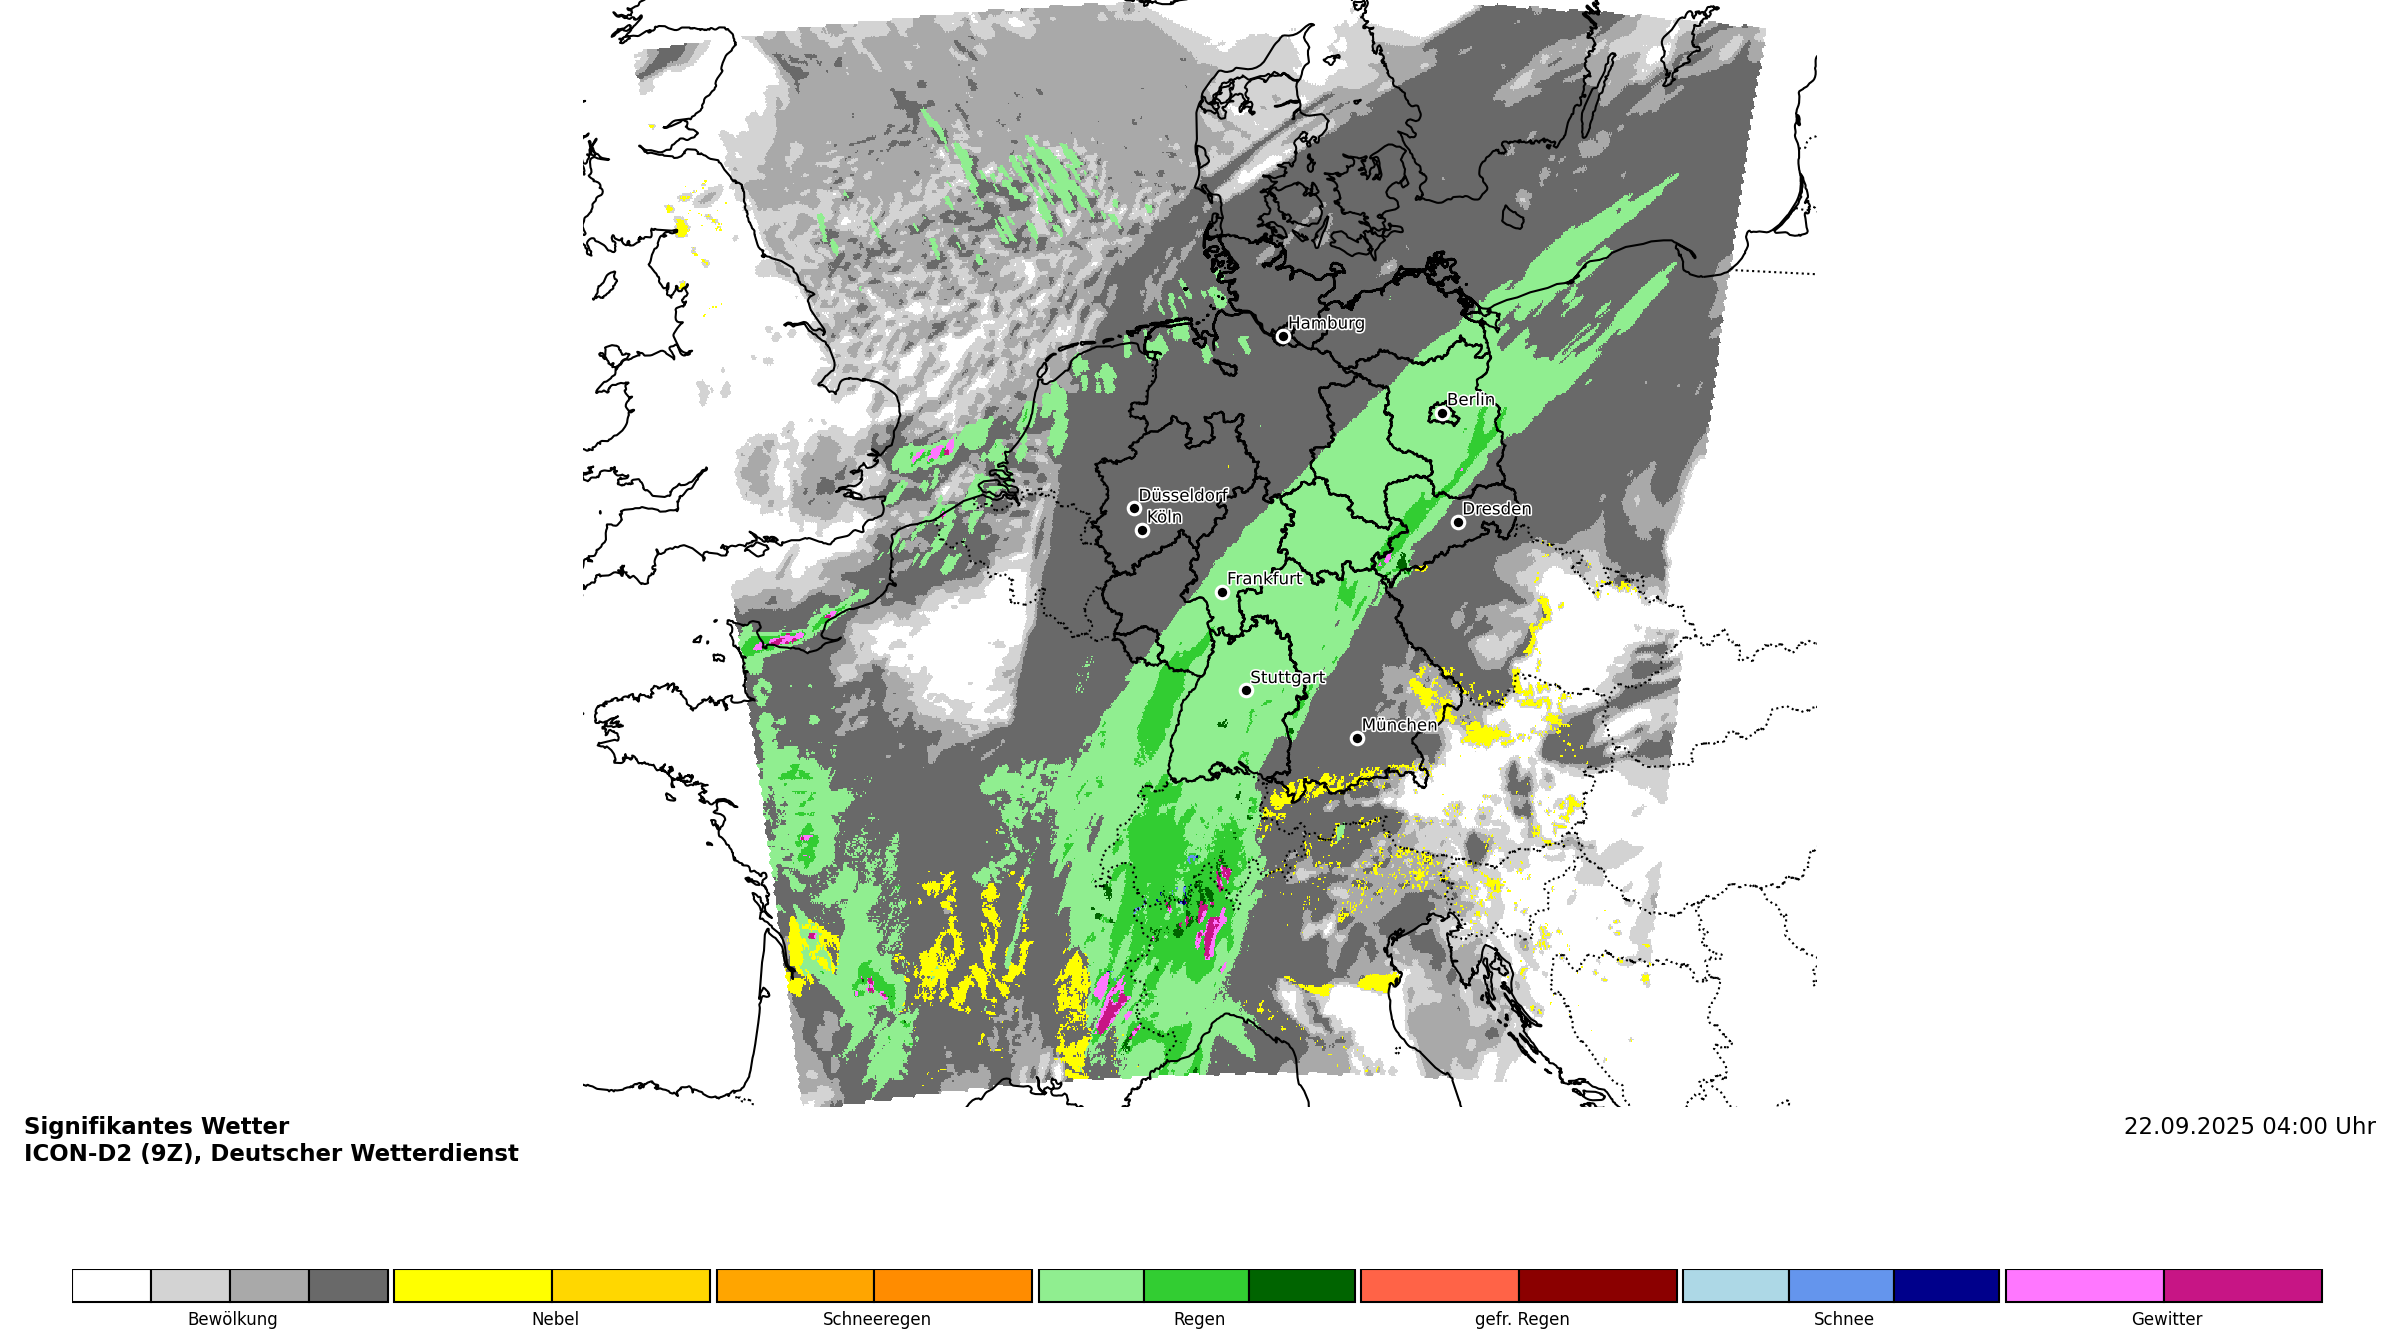 Hamburg
Berlin
Düsseldorf
Köln
Dresden
Frankfurt
Stuttgart
München
Signifikantes Wetter
ICON-D2 (9Z), Deutscher Wetterdienst
22.09.2025 04:00 Uhr
Bewölkung
Nebel
Schneeregen
Regen
gefr. Regen
Schnee
Gewitter